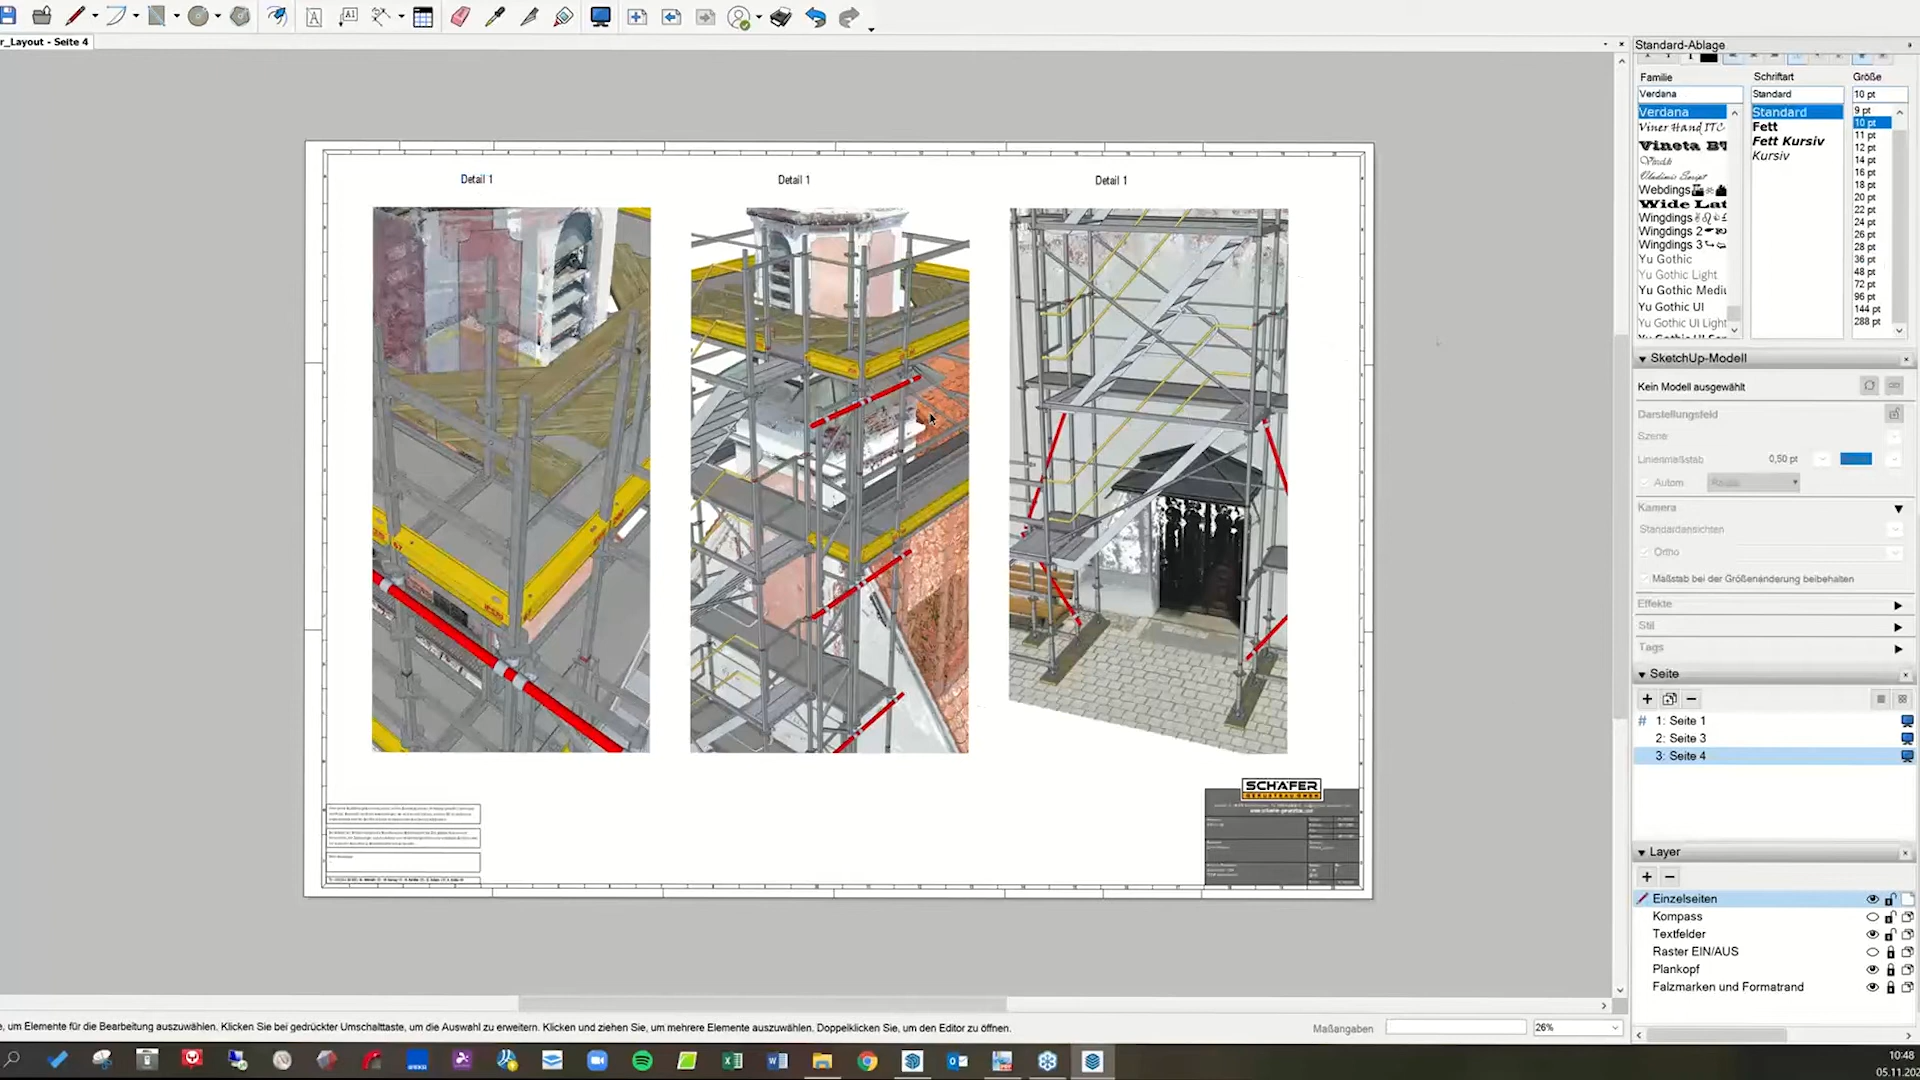 r_Layout - Seite 4
Standard-Ablage
Familie
Schriftart
Größe
Verdana
Standard
10 pt
Verdana
Viner Hand ITC
Vineta BT
Vivaldi
Vladimir Script
Webdings
Wide Lat
Wingdings
Wingdings 2
Wingdings 3
Yu Gothic
Yu Gothic Light
Yu Gothic Medi
Yu Gothic UI
Yu Gothic UI Light
Standard
Fett
Fett Kursiv
Kursiv
9 pt
10 pt
11 pt
12 pt
14 pt
16 pt
18 pt
20 pt
22 pt
24 pt
26 pt
28 pt
36 pt
48 pt
72 pt
96 pt
144 pt
288 pt
Detail 1
Detail 1
Detail 1
SCHÄFER
GERÜSTBAU GMBH
SketchUp-Modell
Kein Modell ausgewählt
Darstellungsfeld
Szene
Linienmaßstab
0,50 pt
Autom
Kamera
Standardansichten
Ortho
Maßstab bei der Größenänderung beibehalten
Effekte
Stil
Tags
Seite
# 1: Seite 1
2: Seite 3
3: Seite 4
Layer
Einzelseiten
Kompass
Textfelder
Raster EIN/AUS
Plankopf
Falzmarken und Formatrand
e, um Elemente für die Bearbeitung auszuwählen. Klicken Sie bei gedrückter Umschalttaste, um die Auswahl zu erweitern. Klicken und ziehen Sie, um mehrere Elemente auszuwählen. Doppelklicken Sie, um den Editor zu öffnen.
Maßangaben
26%
10:48
05.11.202